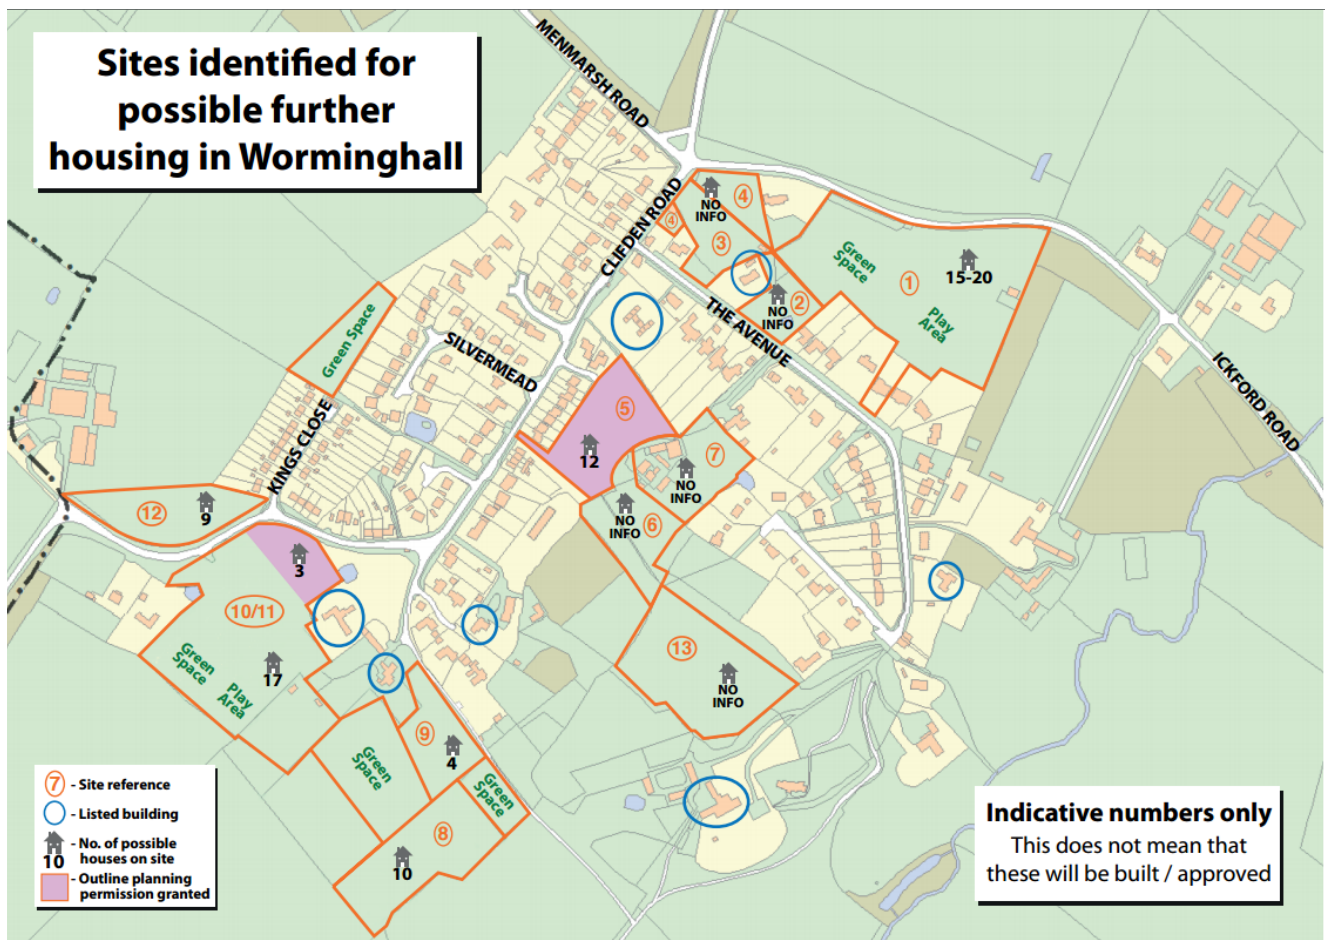 Sites identified for
possible further
housing in Worminghall
MENMARSH ROAD
CLIFDEN ROAD
NO
INFO
4
4
3
Green
Space
1
15-20
Play
Area
2
NO
INFO
THE AVENUE
ICKFORD ROAD
Green Space
SILVERMEAD
KINGS CLOSE
5
12
7
NO
INFO
NO
INFO
6
12
9
3
10/11
Green
Space
Play
Area
17
13
NO
INFO
9
4
Green
Space
Green
Space
8
10
7 - Site reference
- Listed building
- No. of possible
houses on site
10
- Outline planning
permission granted
Indicative numbers only
This does not mean that
these will be built / approved